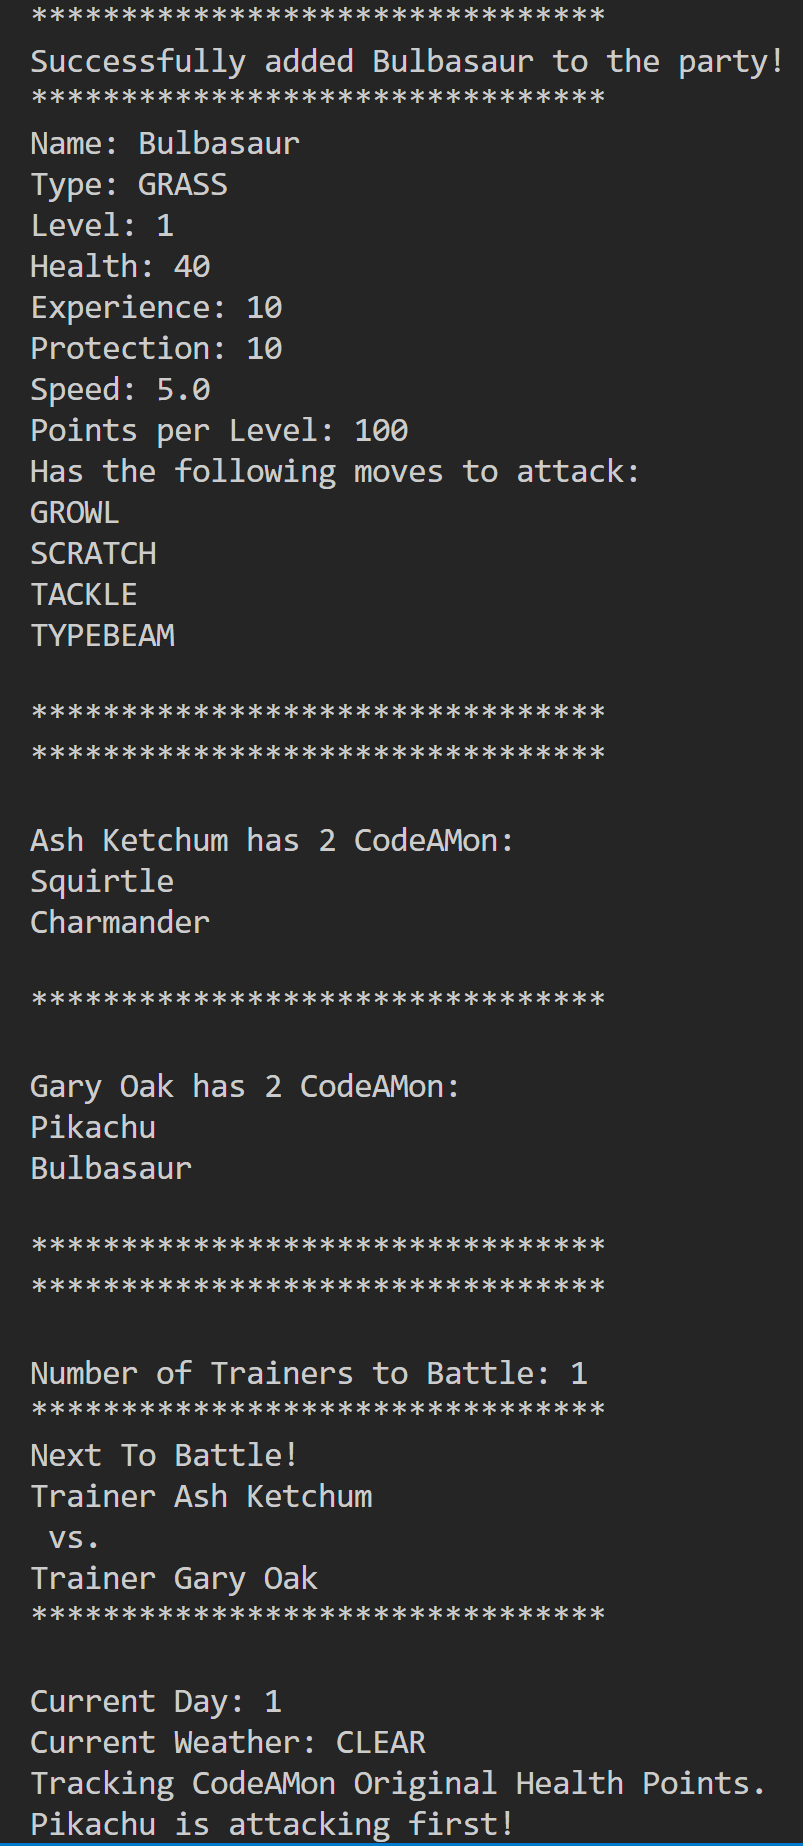 ********************************
Successfully added Bulbasaur to the party!
********************************
Name: Bulbasaur
Type: GRASS
Level: 1
Health: 40
Experience: 10
Protection: 10
Speed: 5.0
Points per Level: 100
Has the following moves to attack:
GROWL
SCRATCH
TACKLE
TYPEBEAM
********************************
********************************
Ash Ketchum has 2 CodeAMon:
Squirtle
Charmander
********************************
Gary Oak has 2 CodeAMon:
Pikachu
Bulbasaur
********************************
********************************
Number of Trainers to Battle: 1
********************************
Next To Battle!
Trainer Ash Ketchum
 vs.
Trainer Gary Oak
********************************
Current Day: 1
Current Weather: CLEAR
Tracking CodeAMon Original Health Points.
Pikachu is attacking first!